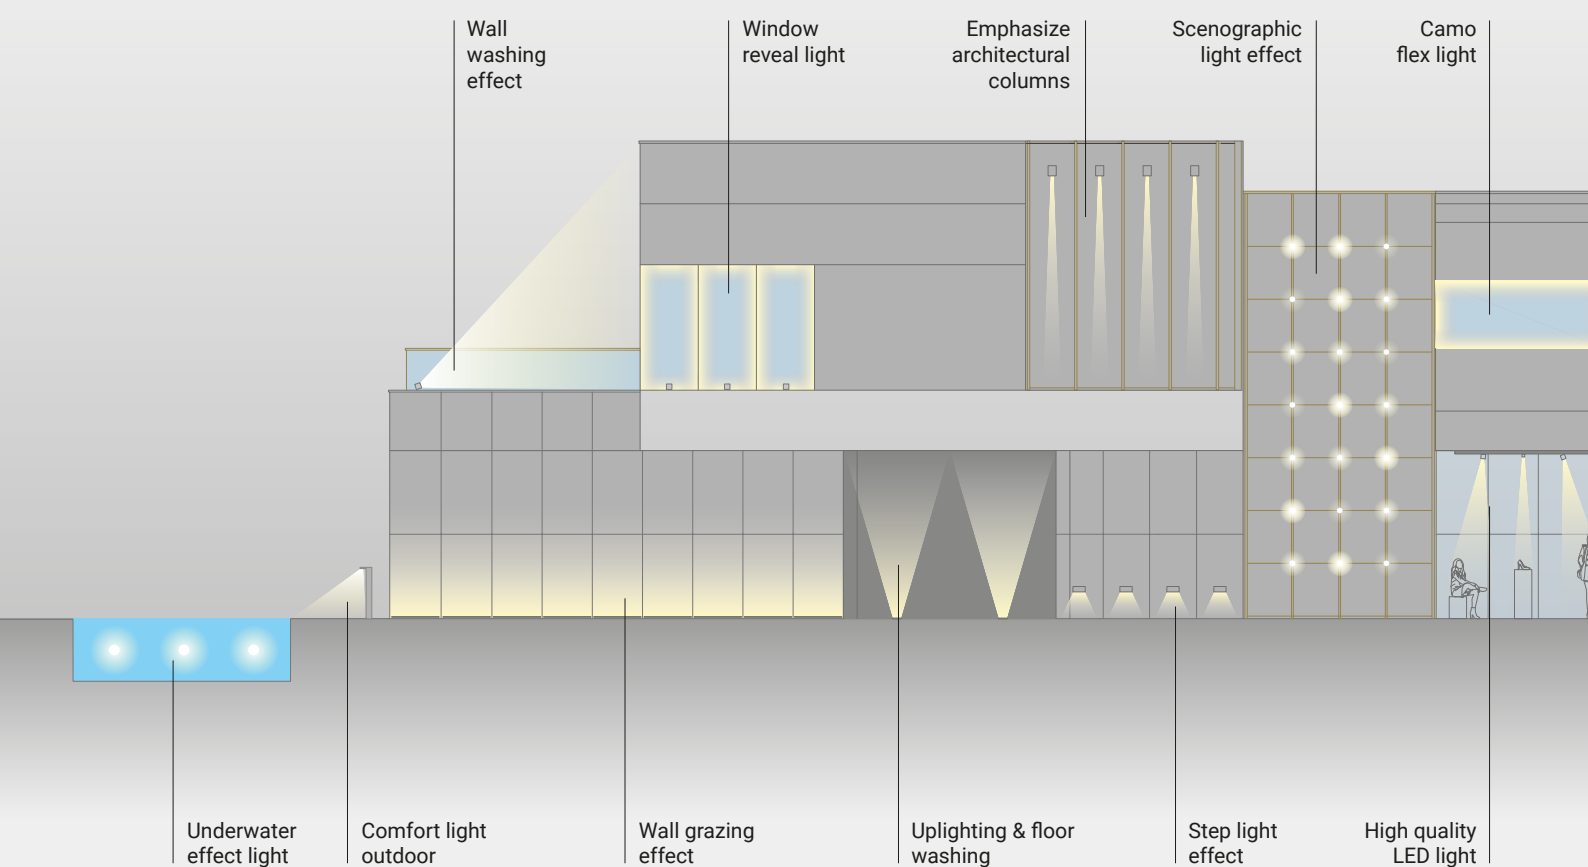 Wall
washing
effect
Window
reveal light
Emphasize
architectural
columns
Scenographic
light effect
Camo
flex light
Underwater
effect light
Comfort light
outdoor
Wall grazing
effect
Uplighting & floor
washing
Step light
effect
High quality
LED light